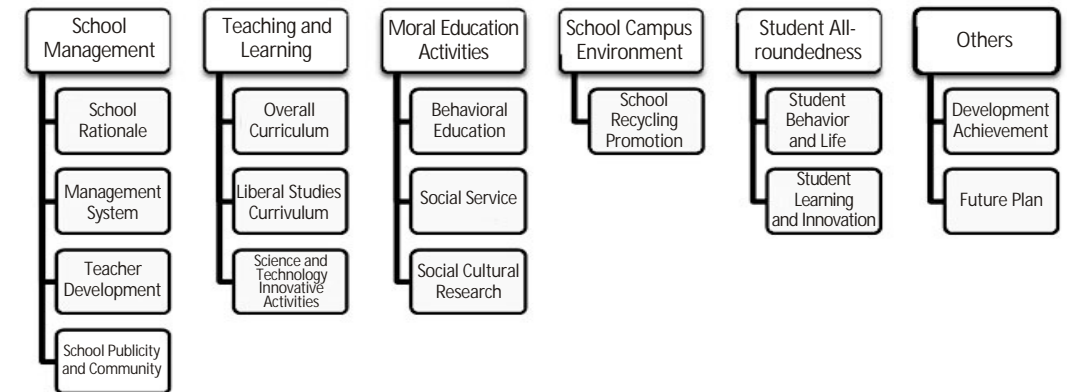 School
Management
School
Rationale
Management
System
Teacher
Development
School Publicity
and Community
Teaching and
Learning
Overall
Curriculum
Liberal Studies
Currivulum
Science and
Technology
Innovative
Activities
Moral Education
Activities
Behavioral
Education
Social Service
Social Cultural
Research
School Campus
Environment
School
Recycling
Promotion
Student All-
roundedness
Student
Behavior
and Life
Student
Learning
and Innovation
Others
Development
Achievement
Future Plan